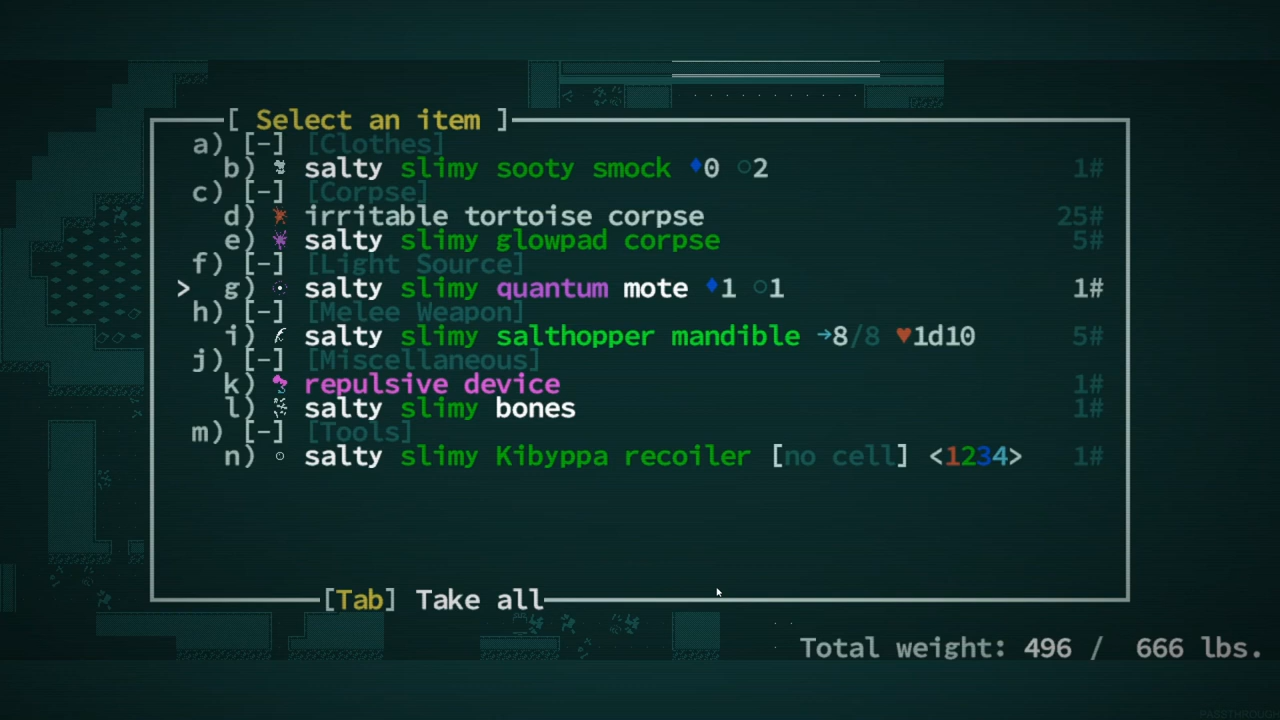 [ Select an item ]
a) [-] [Clothes]
b) salty slimy sooty smock ♦0 ○2 1#
c) [-] [Corpse]
d) irritable tortoise corpse 25#
e) salty slimy glowpad corpse 5#
f) [-] [Light Source]
> g) salty slimy quantum mote ♦1 ○1 1#
h) [-] [Melee Weapon]
i) salty slimy salthopper mandible →8/8 ♥1d10 5#
j) [-] [Miscellaneous]
k) repulsive device 1#
l) salty slimy bones 1#
m) [-] [Tools]
n) salty slimy Kibyppa recoiler [no cell] <1234> 1#
[Tab] Take all
Total weight: 496 / 666 lbs.